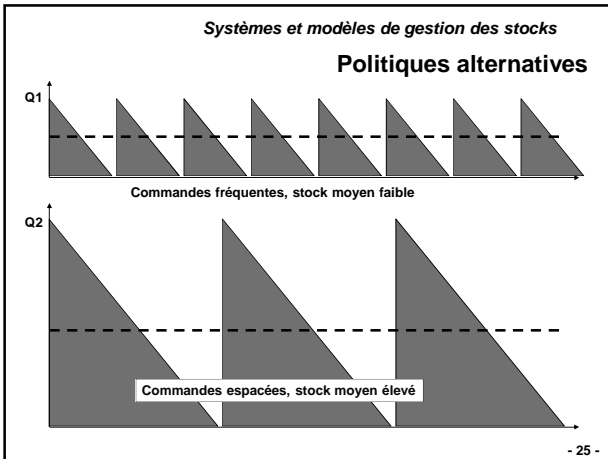 Systèmes et modèles de gestion des stocks
Politiques alternatives
Q1
Commandes fréquentes, stock moyen faible
Q2
Commandes espacées, stock moyen élevé
- 25 -